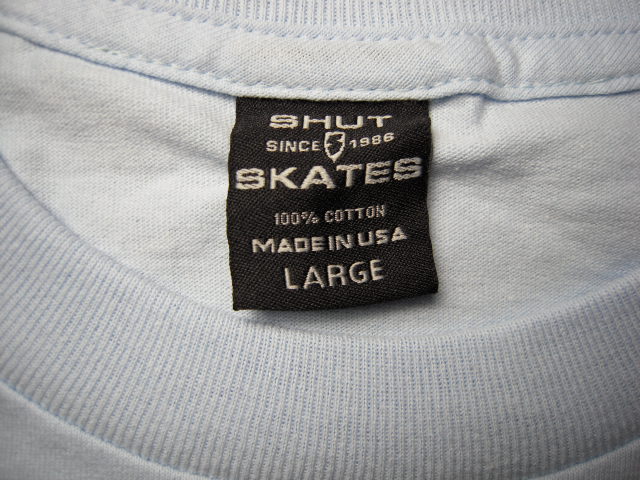 SHUT
SINCE 1986
SKATES
100% COTTON
MADE IN USA
LARGE